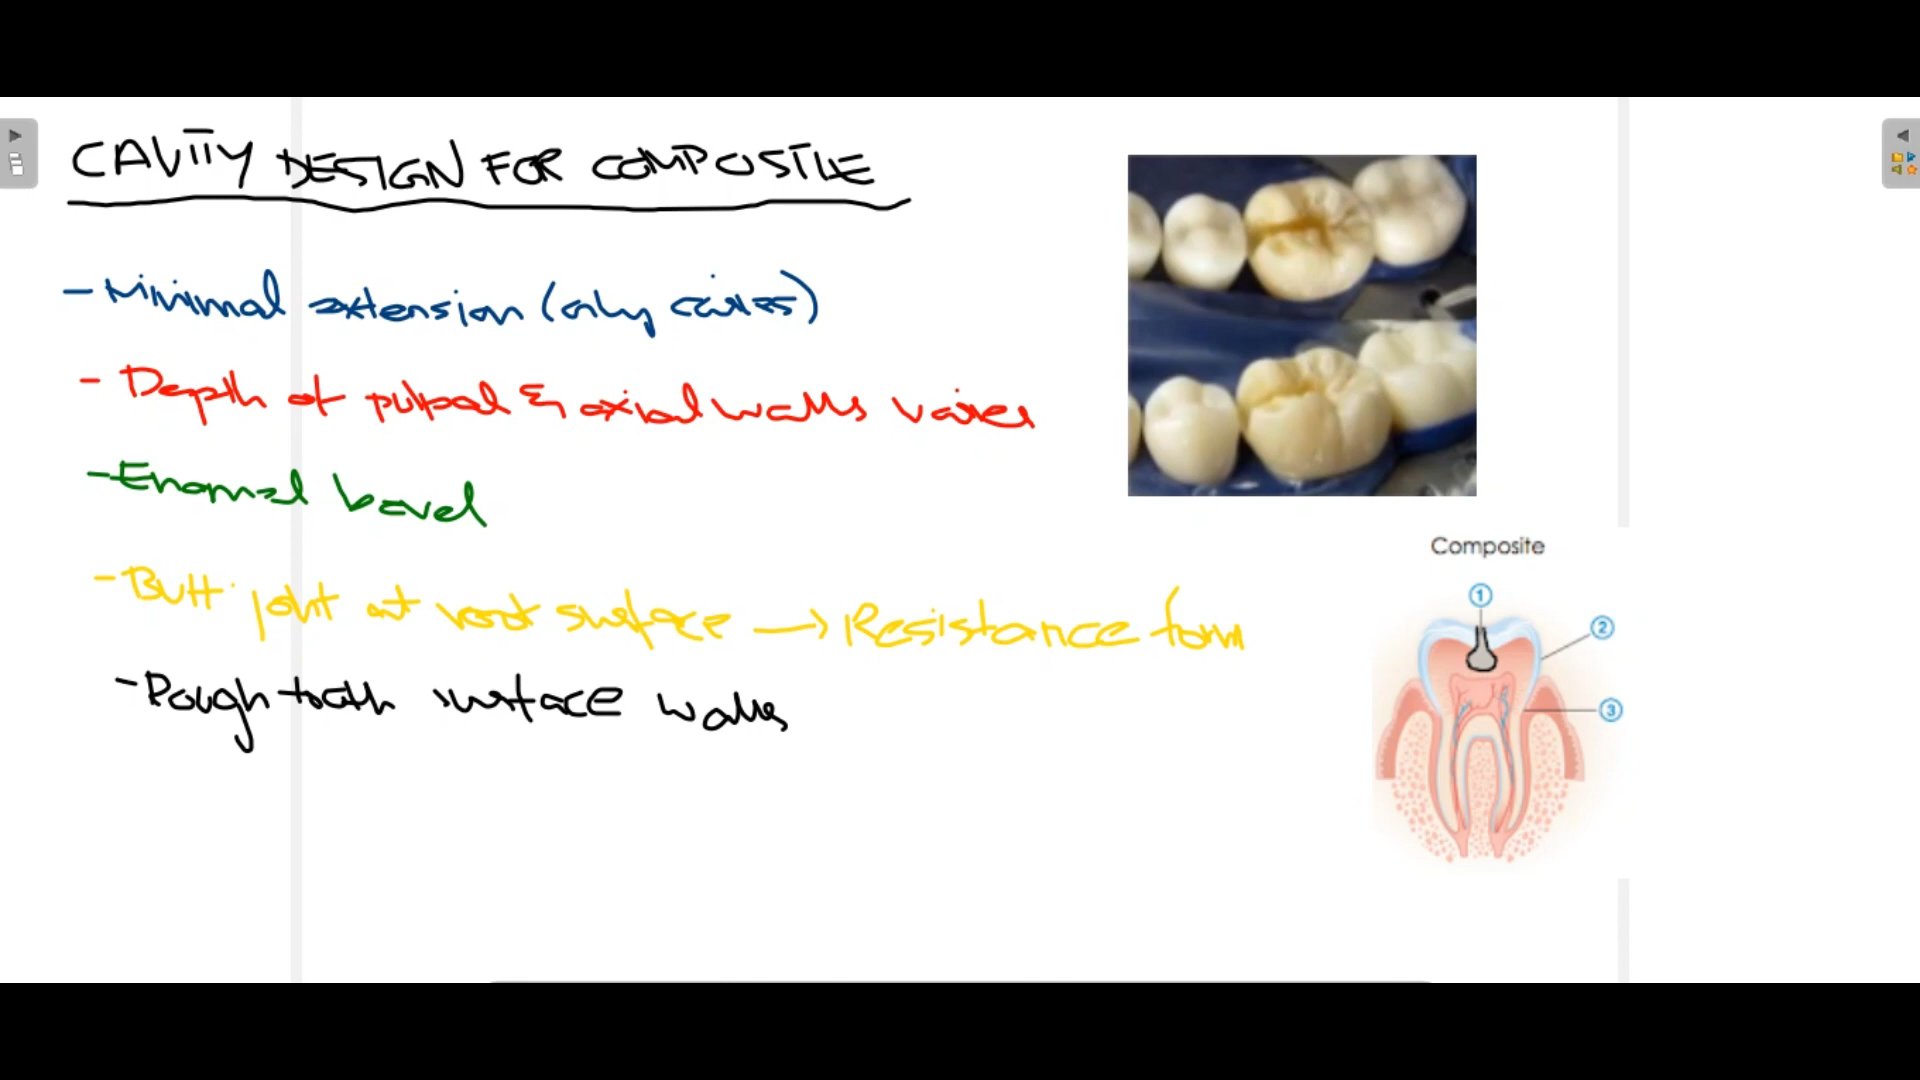 CAVITY DESIGN FOR COMPOSITE
- Minimal extension (only caries)
- Depth of pulpal & axial walls varies
- Enamel bevel
- Butt joint at root surface → Resistance form
- Rough tooth surface walls
Composite
1
2
3